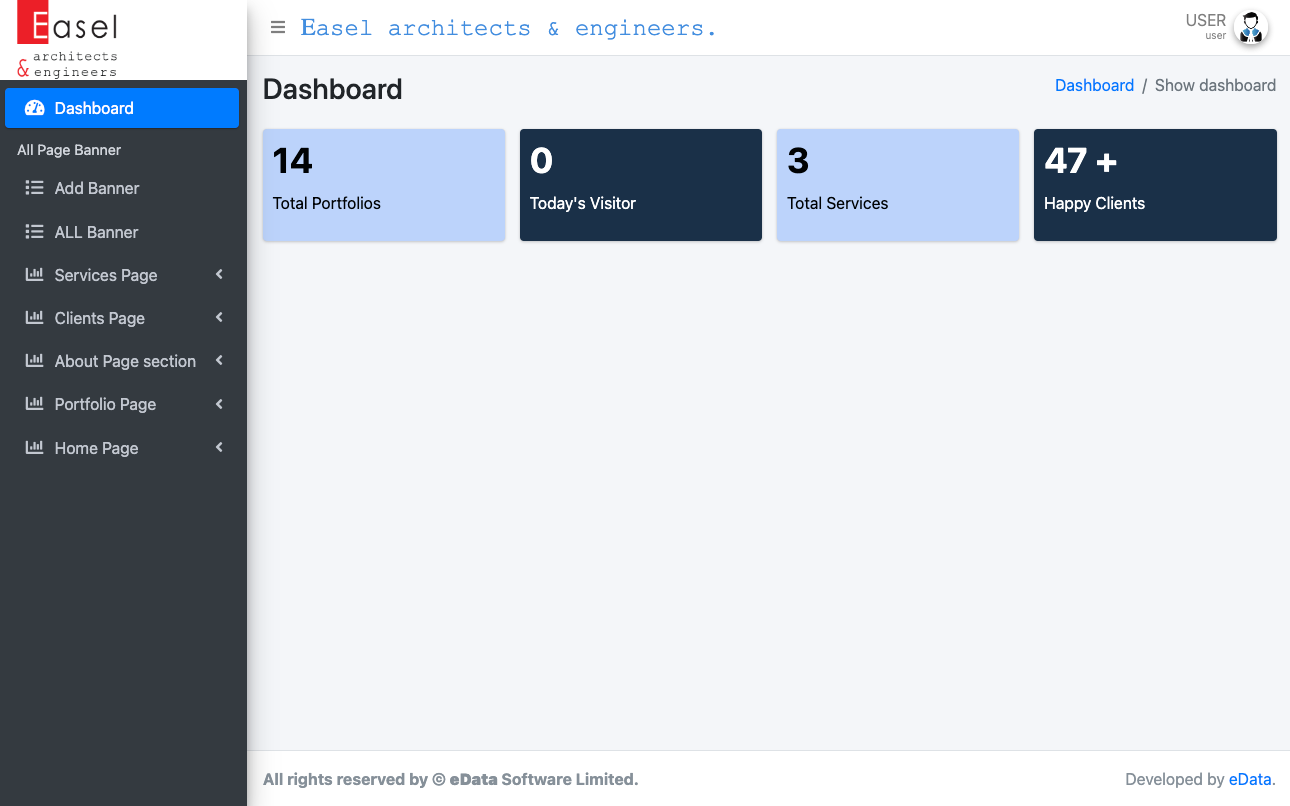 Easel
architects
& engineers
Easel architects & engineers.
USER
user
Dashboard
All Page Banner
Add Banner
ALL Banner
Services Page
Clients Page
About Page section
Portfolio Page
Home Page
Dashboard
Dashboard / Show dashboard
14
Total Portfolios
0
Today's Visitor
3
Total Services
47 +
Happy Clients
All rights reserved by © eData Software Limited.
Developed by eData.